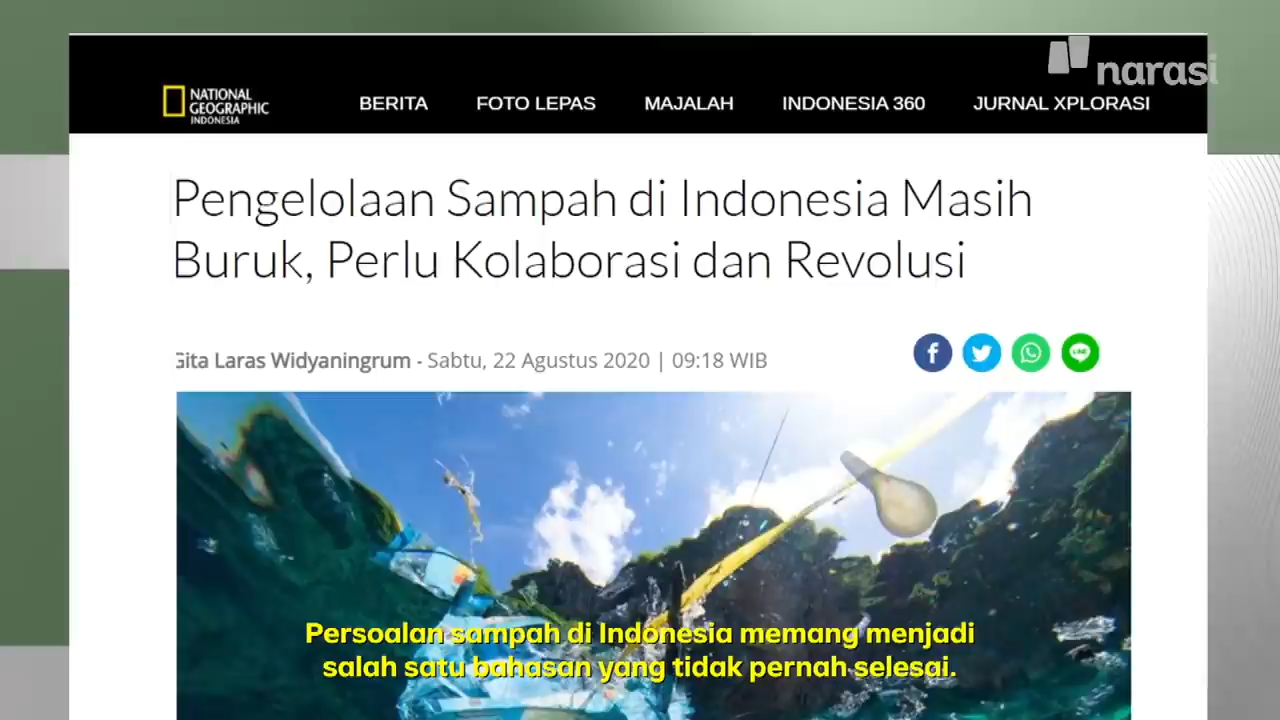 narasi
NATIONAL
GEOGRAPHIC
INDONESIA
BERITA
FOTO LEPAS
MAJALAH
INDONESIA 360
JURNAL XPLORASI
Pengelolaan Sampah di Indonesia Masih
Buruk, Perlu Kolaborasi dan Revolusi
Gita Laras Widyaningrum - Sabtu, 22 Agustus 2020 | 09:18 WIB
LINE
Persoalan sampah di Indonesia memang menjadi
salah satu bahasan yang tidak pernah selesai.